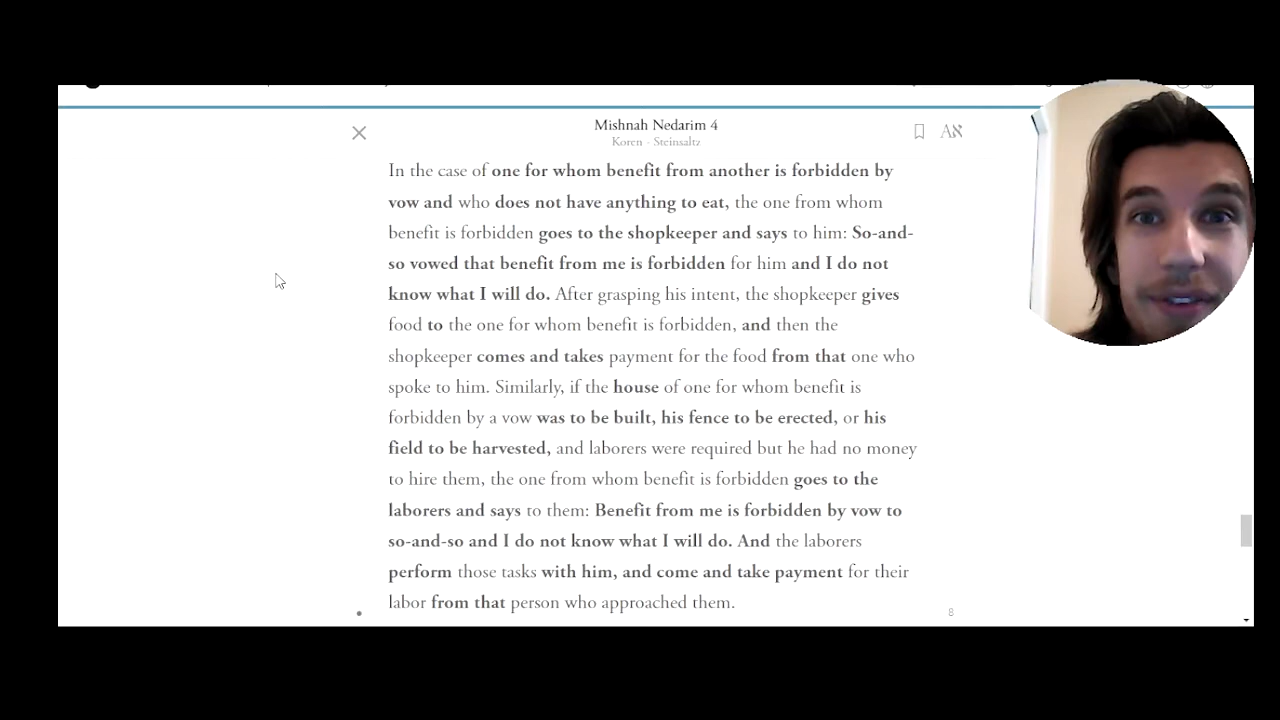 Mishnah Nedarim 4
Koren - Steinsaltz
In the case of one for whom benefit from another is forbidden by
vow and who does not have anything to eat, the one from whom
benefit is forbidden goes to the shopkeeper and says to him: So-and-
so vowed that benefit from me is forbidden for him and I do not
know what I will do. After grasping his intent, the shopkeeper gives
food to the one for whom benefit is forbidden, and then the
shopkeeper comes and takes payment for the food from that one who
spoke to him. Similarly, if the house of one for whom benefit is
forbidden by a vow was to be built, his fence to be erected, or his
field to be harvested, and laborers were required but he had no money
to hire them, the one from whom benefit is forbidden goes to the
laborers and says to them: Benefit from me is forbidden by vow to
so-and-so and I do not know what I will do. And the laborers
perform those tasks with him, and come and take payment for their
labor from that person who approached them.
8